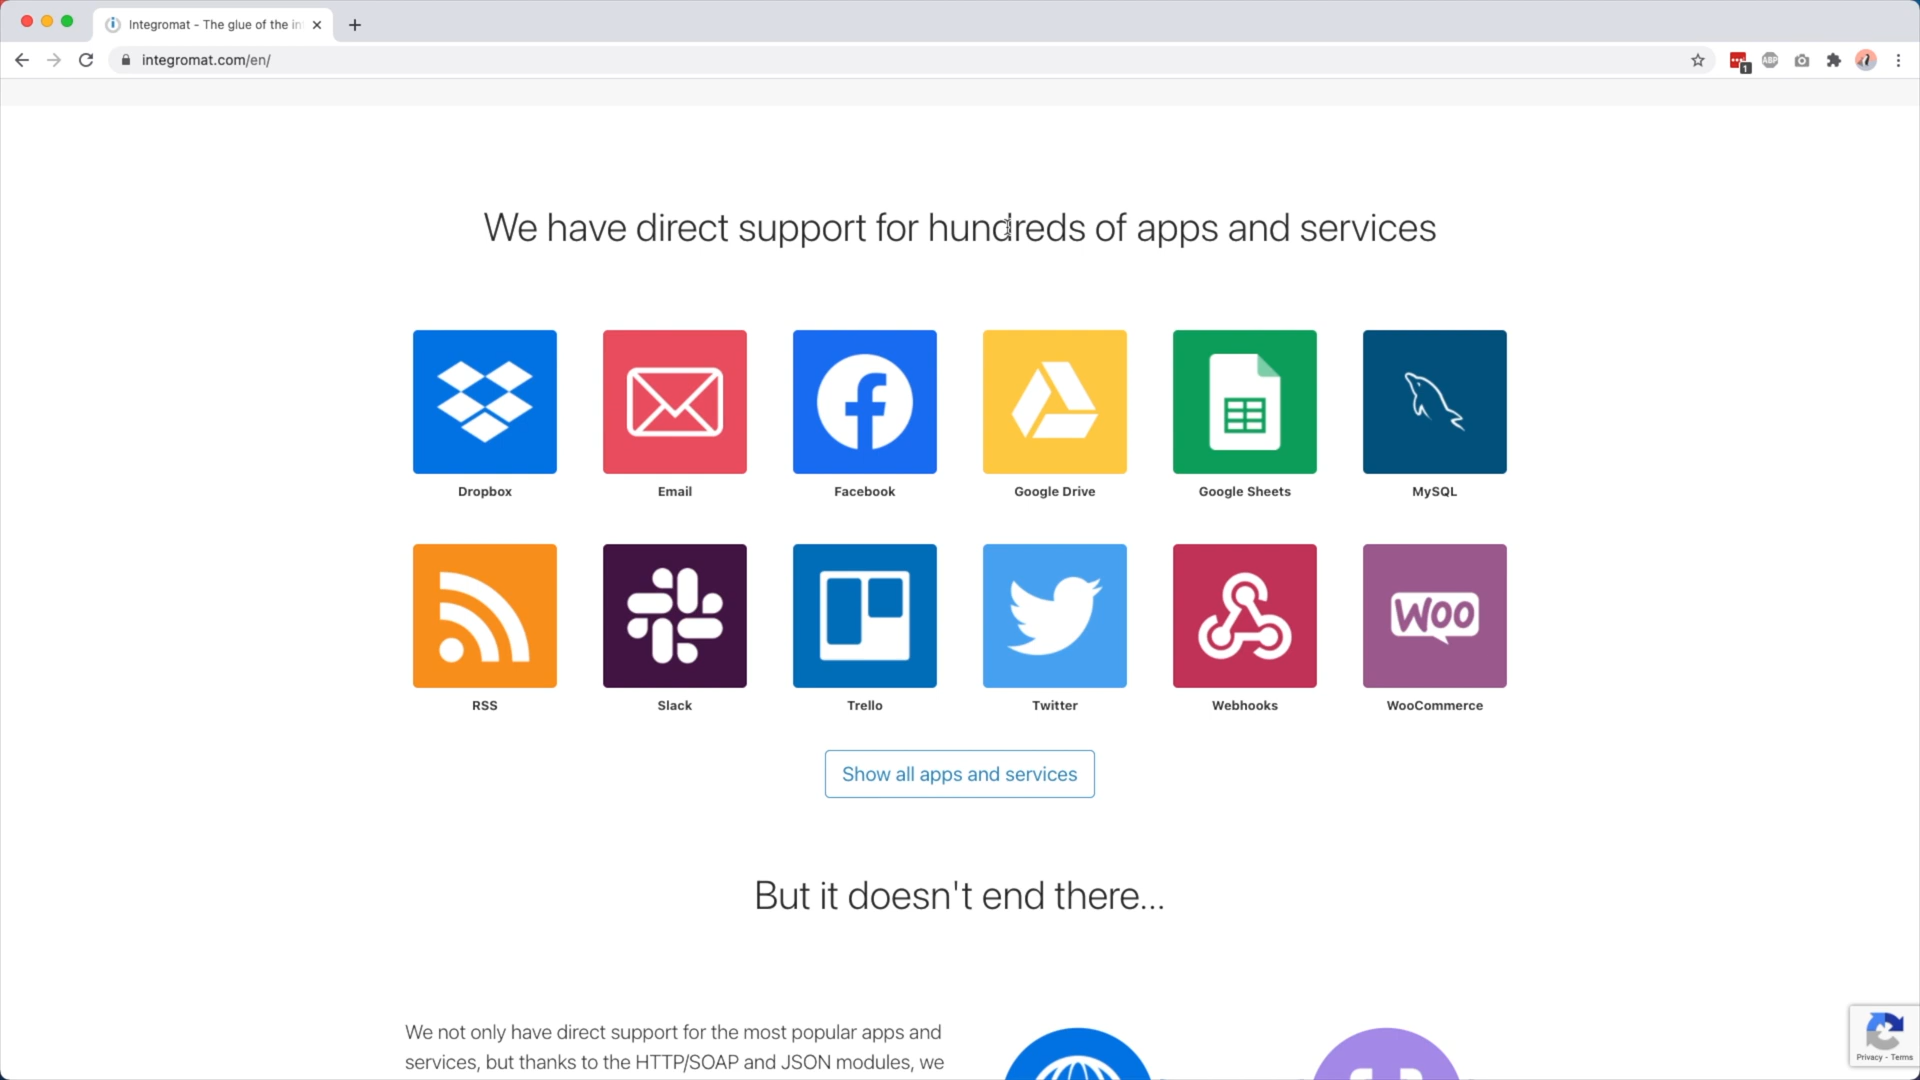 Integromat - The glue of the in
integromat.com/en/
1
ABP
We have direct support for hundreds of apps and services
Dropbox
Email
Facebook
Google Drive
Google Sheets
MySQL
Woo
RSS
Slack
Trello
Twitter
Webhooks
WooCommerce
Show all apps and services
But it doesn't end there...
We not only have direct support for the most popular apps and
services, but thanks to the HTTP/SOAP and JSON modules, we
Privacy - Terms